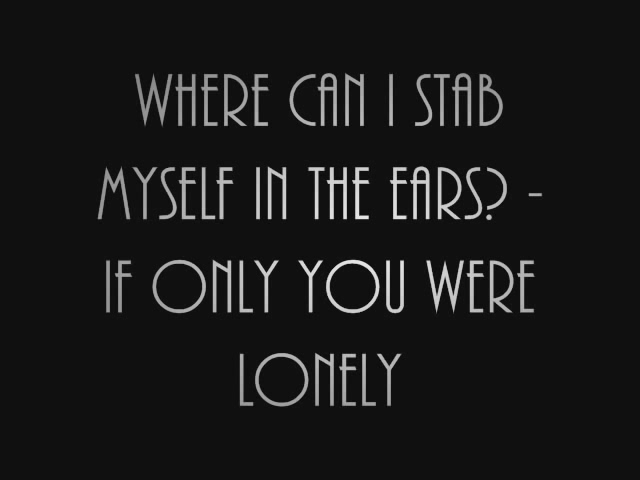 WHERE CAN I STAB
MYSELF IN THE EARS? -
IF ONLY YOU WERE
LONELY